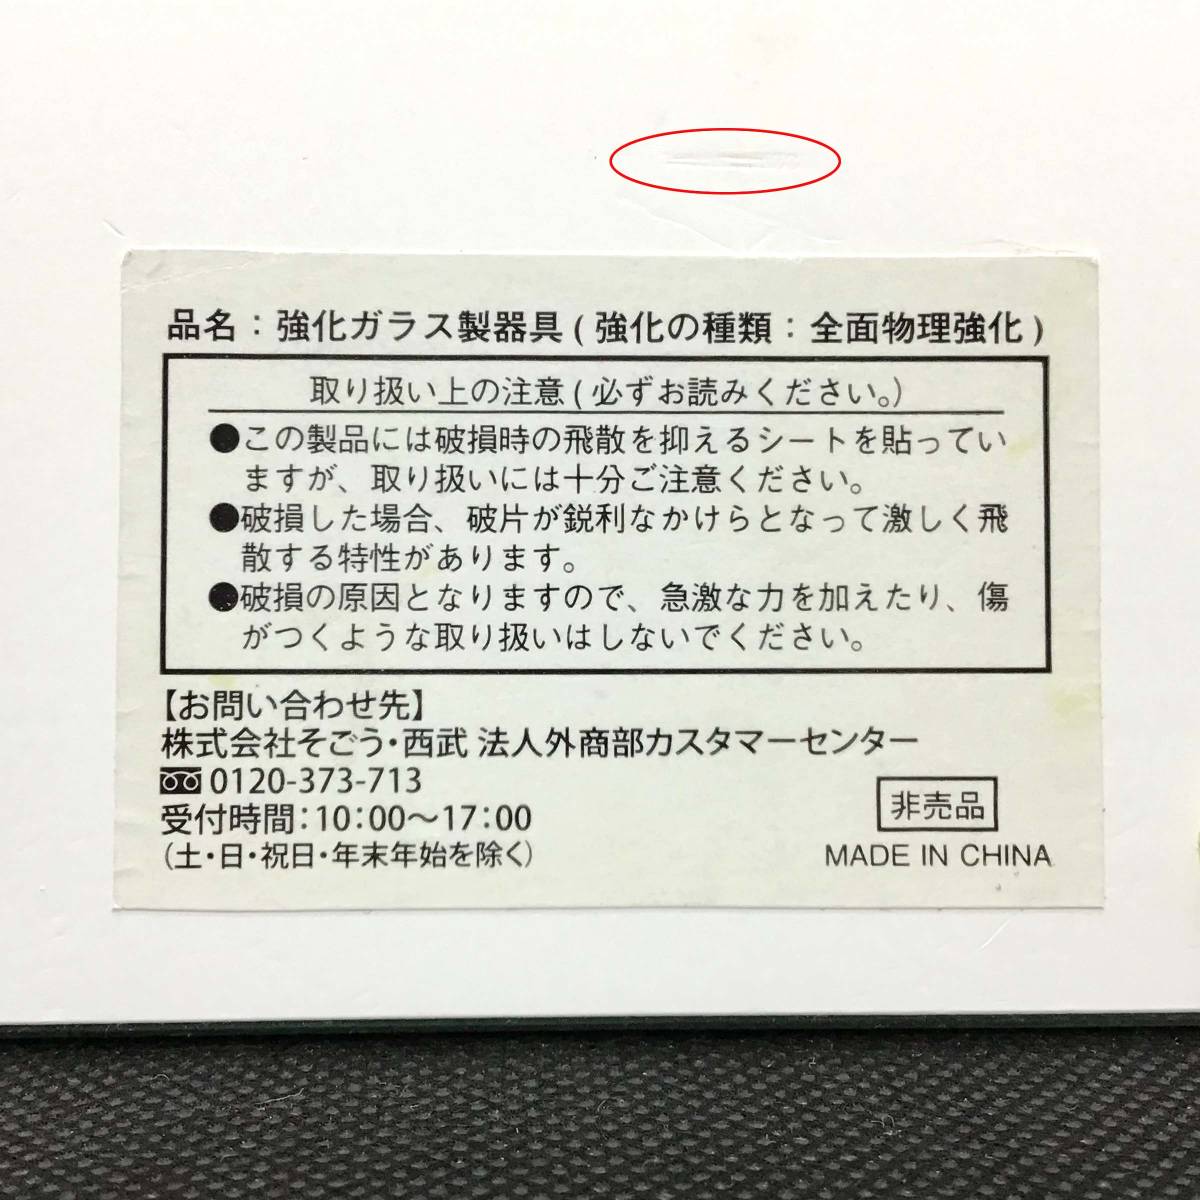 品名：強化ガラス製器具(強化の種類：全面物理強化)
取り扱い上の注意(必ずお読みください。)
●この製品には破損時の飛散を抑えるシートを貼ってい
ますが、取り扱いには十分ご注意ください。
●破損した場合、破片が鋭利なかけらとなって激しく飛
散する特性があります。
●破損の原因となりますので、急激な力を加えたり、傷
がつくような取り扱いはしないでください。
【お問い合わせ先】
株式会社そごう・西武 法人外商部カスタマーセンター
0120-373-713
受付時間：10：00～17：00
(土・日・祝日・年末年始を除く)
非売品
MADE IN CHINA